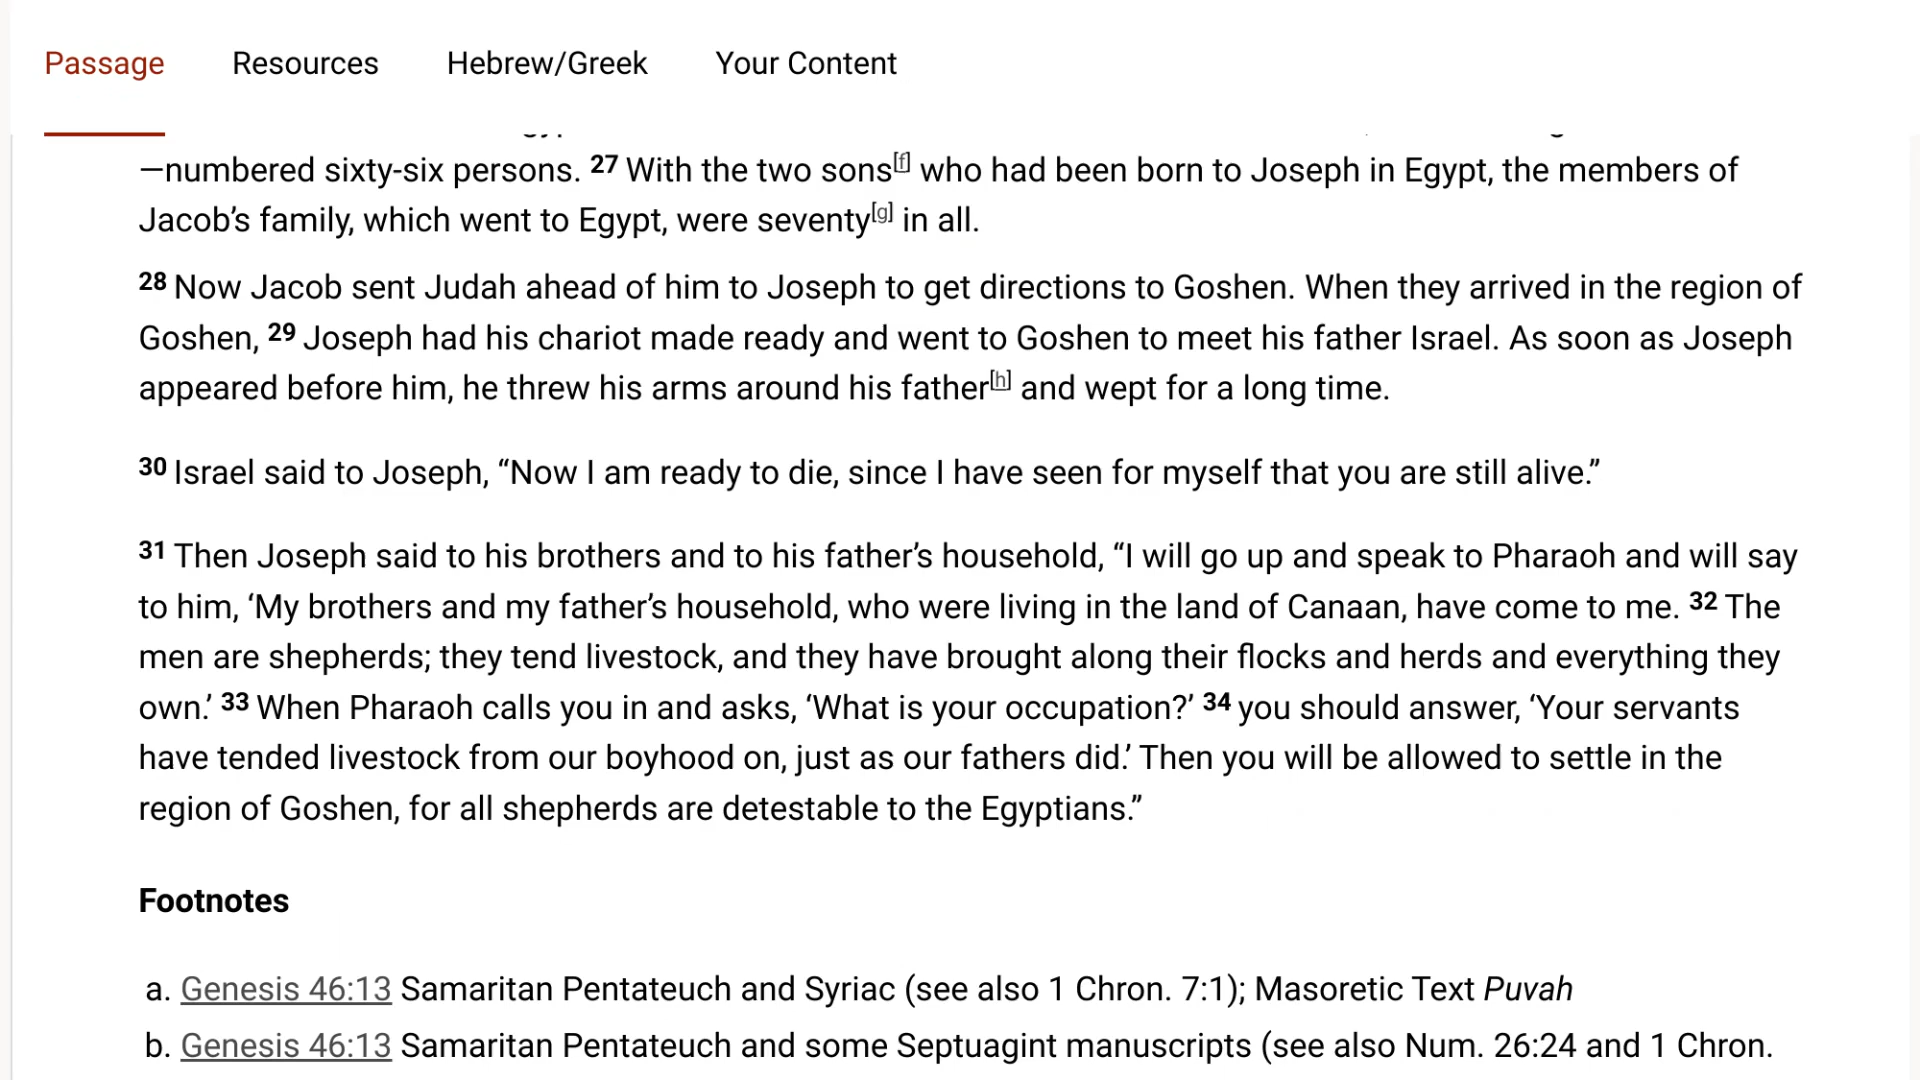 Passage Resources Hebrew/Greek Your Content
—numbered sixty-six persons. 27 With the two sons[f] who had been born to Joseph in Egypt, the members of
Jacob’s family, which went to Egypt, were seventy[g] in all.
28 Now Jacob sent Judah ahead of him to Joseph to get directions to Goshen. When they arrived in the region of
Goshen, 29 Joseph had his chariot made ready and went to Goshen to meet his father Israel. As soon as Joseph
appeared before him, he threw his arms around his father[h] and wept for a long time.
30 Israel said to Joseph, “Now I am ready to die, since I have seen for myself that you are still alive.”
31 Then Joseph said to his brothers and to his father’s household, “I will go up and speak to Pharaoh and will say
to him, ‘My brothers and my father’s household, who were living in the land of Canaan, have come to me. 32 The
men are shepherds; they tend livestock, and they have brought along their flocks and herds and everything they
own.’ 33 When Pharaoh calls you in and asks, ‘What is your occupation?’ 34 you should answer, ‘Your servants
have tended livestock from our boyhood on, just as our fathers did.’ Then you will be allowed to settle in the
region of Goshen, for all shepherds are detestable to the Egyptians.”
Footnotes
a. Genesis 46:13 Samaritan Pentateuch and Syriac (see also 1 Chron. 7:1); Masoretic Text Puvah
b. Genesis 46:13 Samaritan Pentateuch and some Septuagint manuscripts (see also Num. 26:24 and 1 Chron.